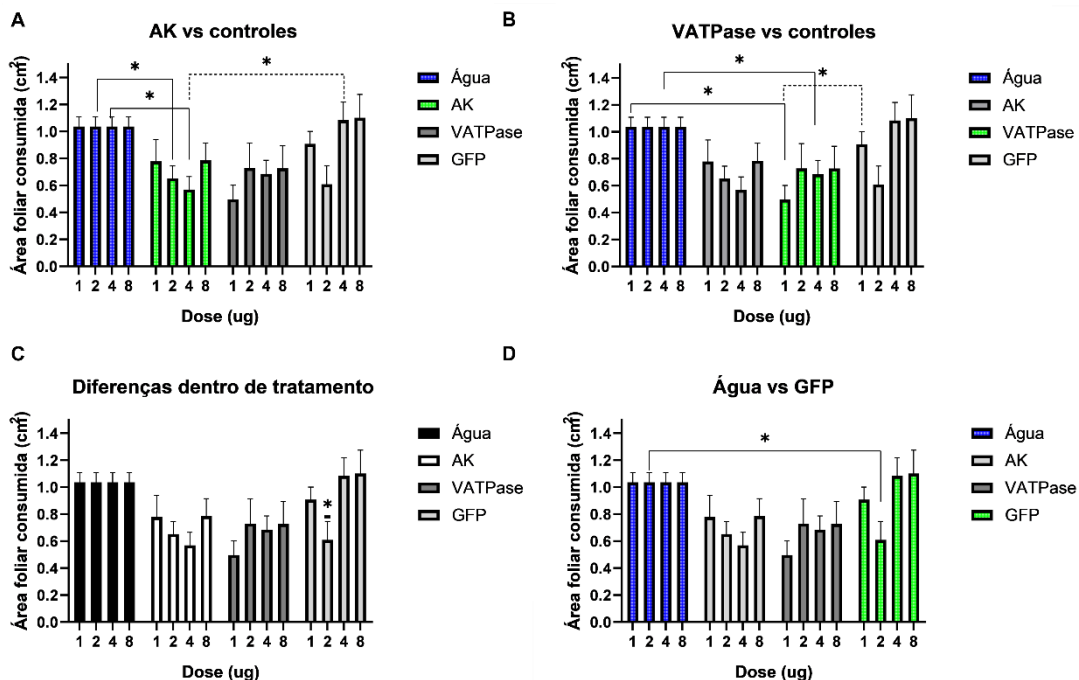 A
AK vs controles
Área foliar consumida (cm²)
1.4
1.2
1.0
0.8
0.6
0.4
0.2
0.0
* * *
1 2 4 8 1 2 4 8 1 2 4 8 1 2 4 8
Dose (ug)
Água
AK
VATPase
GFP
B
VATPase vs controles
Área foliar consumida (cm²)
1.4
1.2
1.0
0.8
0.6
0.4
0.2
0.0
* * *
1 2 4 8 1 2 4 8 1 2 4 8 1 2 4 8
Dose (ug)
Água
AK
VATPase
GFP
C
Diferenças dentro de tratamento
Área foliar consumida (cm²)
1.4
1.2
1.0
0.8
0.6
0.4
0.2
0.0
*
1 2 4 8 1 2 4 8 1 2 4 8 1 2 4 8
Dose (ug)
Água
AK
VATPase
GFP
D
Água vs GFP
Área foliar consumida (cm²)
1.4
1.2
1.0
0.8
0.6
0.4
0.2
0.0
*
1 2 4 8 1 2 4 8 1 2 4 8 1 2 4 8
Dose (ug)
Água
AK
VATPase
GFP